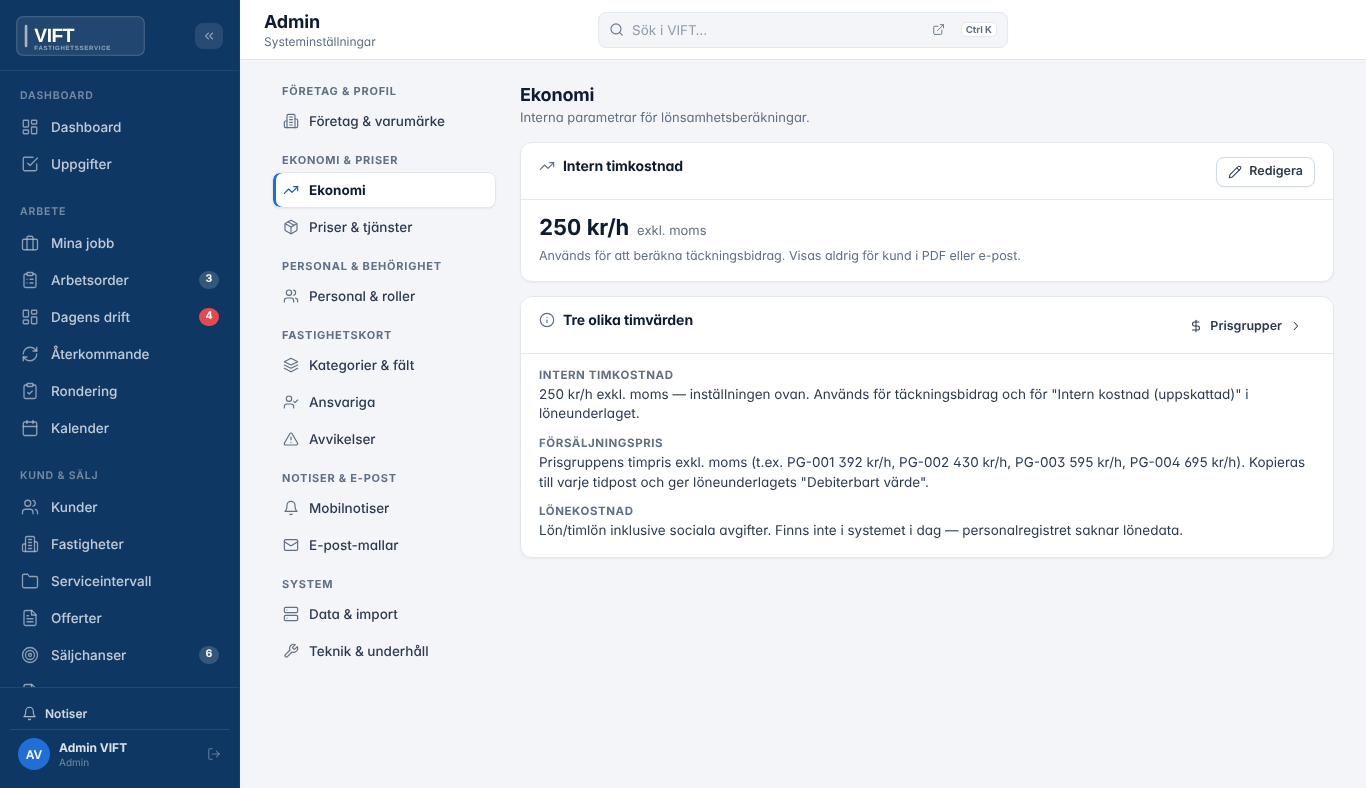 VIFT
FASTIGHETSSERVICE
DASHBOARD
Dashboard
Uppgifter
ARBETE
Mina jobb
Arbetsorder 3
Dagens drift 4
Återkommande
Rondering
Kalender
KUND & SÄLJ
Kunder
Fastigheter
Serviceintervall
Offerter
Säljchanser 6
Notiser
AV
Admin VIFT
Admin
Admin
Systeminställningar
Sök i VIFT... Ctrl K
FÖRETAG & PROFIL
Företag & varumärke
EKONOMI & PRISER
Ekonomi
Priser & tjänster
PERSONAL & BEHÖRIGHET
Personal & roller
FASTIGHETSKORT
Kategorier & fält
Ansvariga
Avvikelser
NOTISER & E-POST
Mobilnotiser
E-post-mallar
SYSTEM
Data & import
Teknik & underhåll
Ekonomi
Interna parametrar för lönsamhetsberäkningar.
Intern timkostnad
Redigera
250 kr/h exkl. moms
Används för att beräkna täckningsbidrag. Visas aldrig för kund i PDF eller e-post.
Tre olika timvärden
Prisgrupper
INTERN TIMKOSTNAD
250 kr/h exkl. moms — inställningen ovan. Används för täckningsbidrag och för "Intern kostnad (uppskattad)" i
löneunderlaget.
FÖRSÄLJNINGSPRIS
Prisgruppens timpris exkl. moms (t.ex. PG-001 392 kr/h, PG-002 430 kr/h, PG-003 595 kr/h, PG-004 695 kr/h). Kopieras
till varje tidpost och ger löneunderlagets "Debiterbart värde".
LÖNEKOSTNAD
Lön/timlön inklusive sociala avgifter. Finns inte i systemet i dag — personalregistret saknar lönedata.